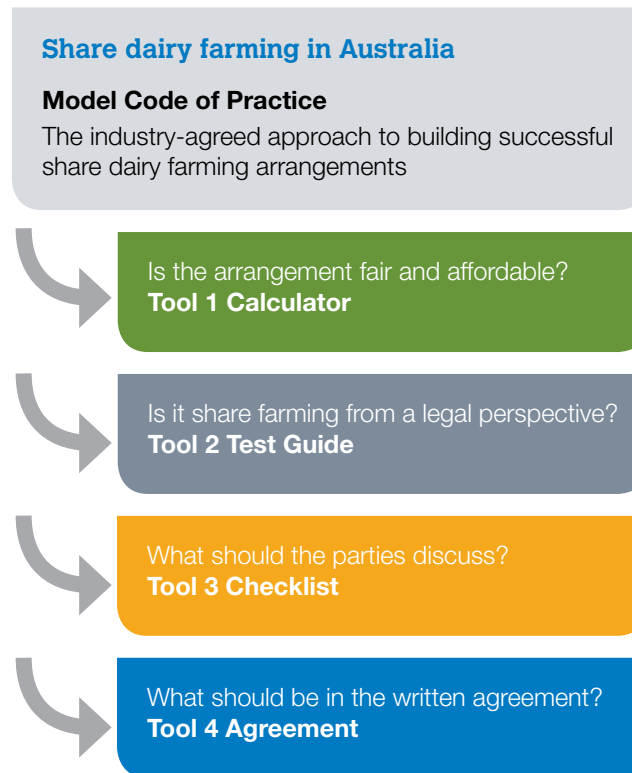 Share dairy farming in Australia
Model Code of Practice
The industry-agreed approach to building successful
share dairy farming arrangements
Is the arrangement fair and affordable?
Tool 1 Calculator
Is it share farming from a legal perspective?
Tool 2 Test Guide
What should the parties discuss?
Tool 3 Checklist
What should be in the written agreement?
Tool 4 Agreement